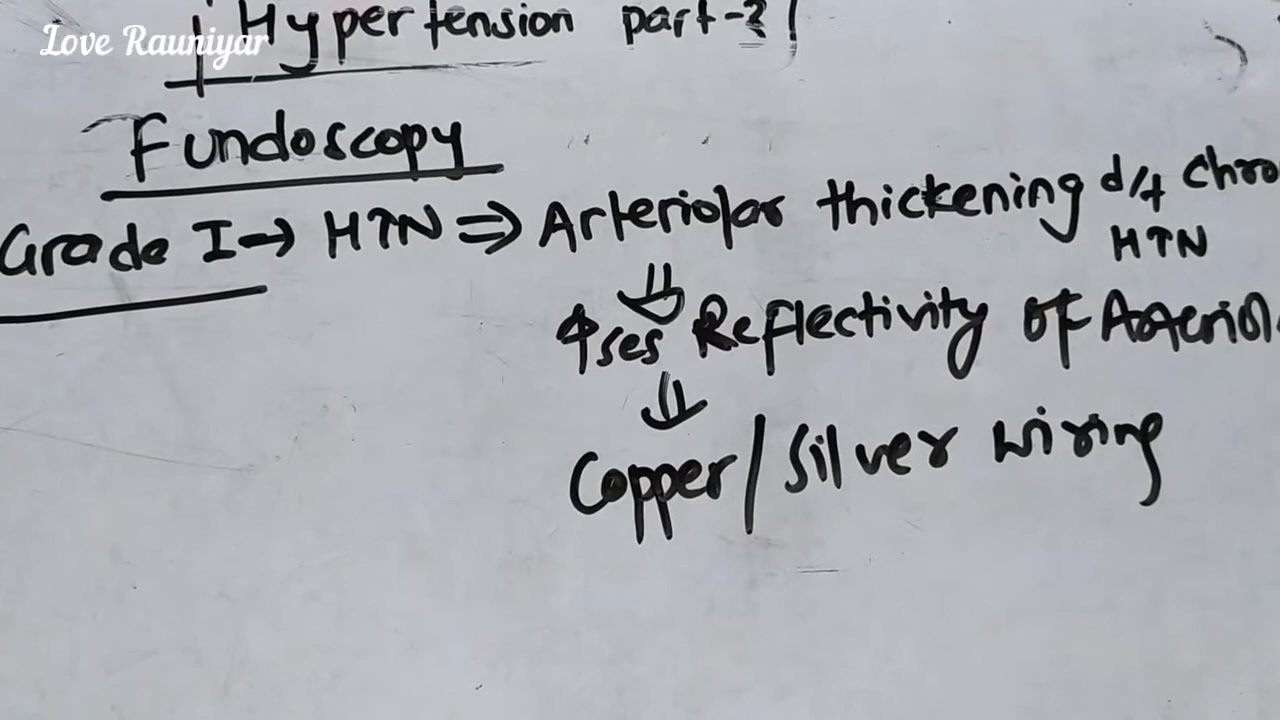 Love Rauniyar
Hypertension part-2
Fundoscopy
Grade I → HTN ⇒ Arteriolar thickening d/t Chro
HTN
⇓
↑ses Reflectivity of Arteriol
⇓
Copper/Silver wiring